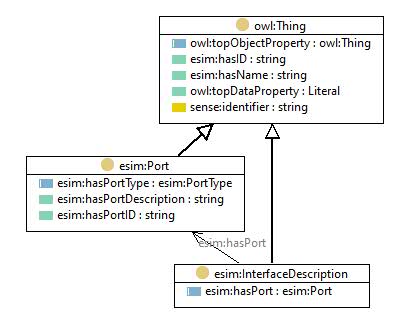 owl:Thing
owl:topObjectProperty : owl:Thing
esim:hasID : string
esim:hasName : string
owl:topDataProperty : Literal
sense:identifier : string
esim:Port
esim:hasPortType : esim:PortType
esim:hasPortDescription : string
esim:hasPortID : string
esim:hasPort
esim:InterfaceDescription
esim:hasPort : esim:Port